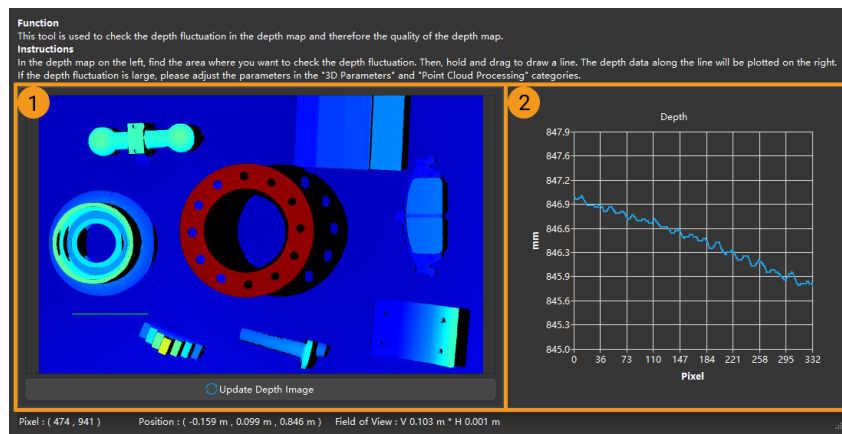 Function
This tool is used to check the depth fluctuation in the depth map and therefore the quality of the depth map.
Instructions
In the depth map on the left, find the area where you want to check the depth fluctuation. Then, hold and drag to draw a line. The depth data along the line will be plotted on the right.
If the depth fluctuation is large, please adjust the parameters in the "3D Parameters" and "Point Cloud Processing" categories.
1
Update Depth Image
2
Depth
847.9
847.6
847.2
846.9
846.6
846.3
845.9
845.6
845.3
845.0
mm
0 36 73 110 147 184 221 258 295 332
Pixel
Pixel : ( 474 , 941 ) Position : ( -0.159 m , 0.099 m , 0.846 m ) Field of View : V 0.103 m * H 0.001 m